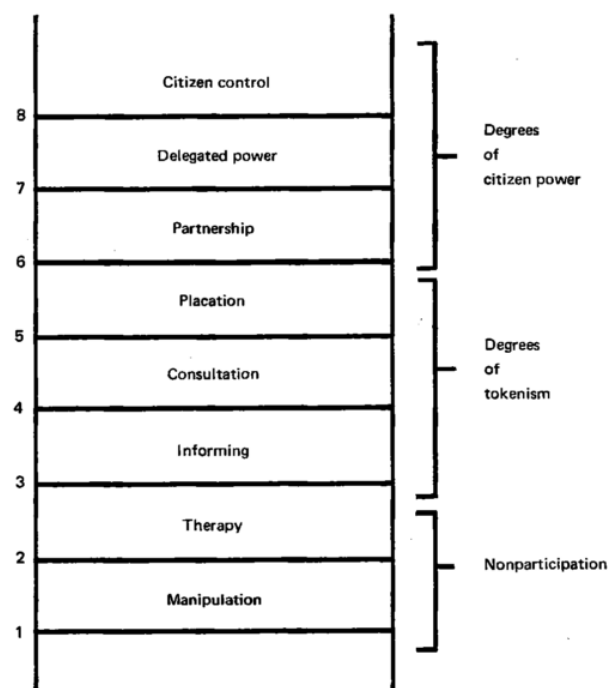 Citizen control
8
Delegated power
7
Partnership
6
Degrees
of
citizen power
Placation
5
Consultation
4
Informing
3
Degrees
of
tokenism
Therapy
2
Manipulation
1
Nonparticipation